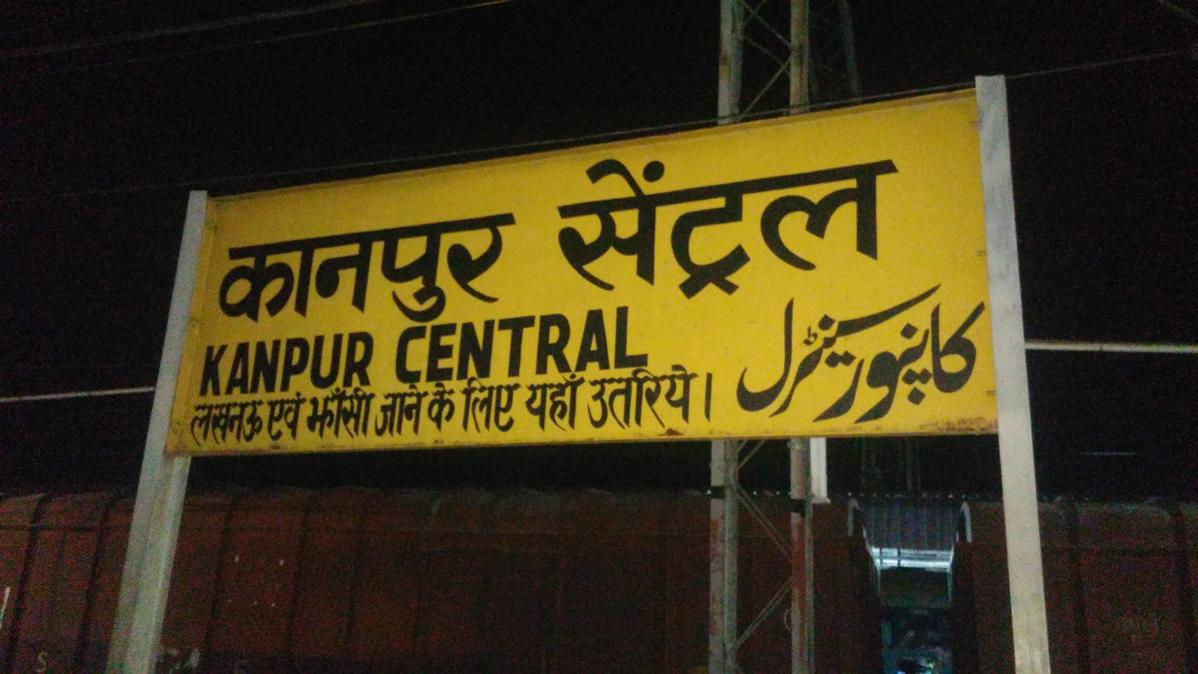 कानपुर सेंट्रल
KANPUR CENTRAL
کانپور سینٹرل
लखनऊ एवं झाँसी जाने के लिए यहाँ उतरिये।